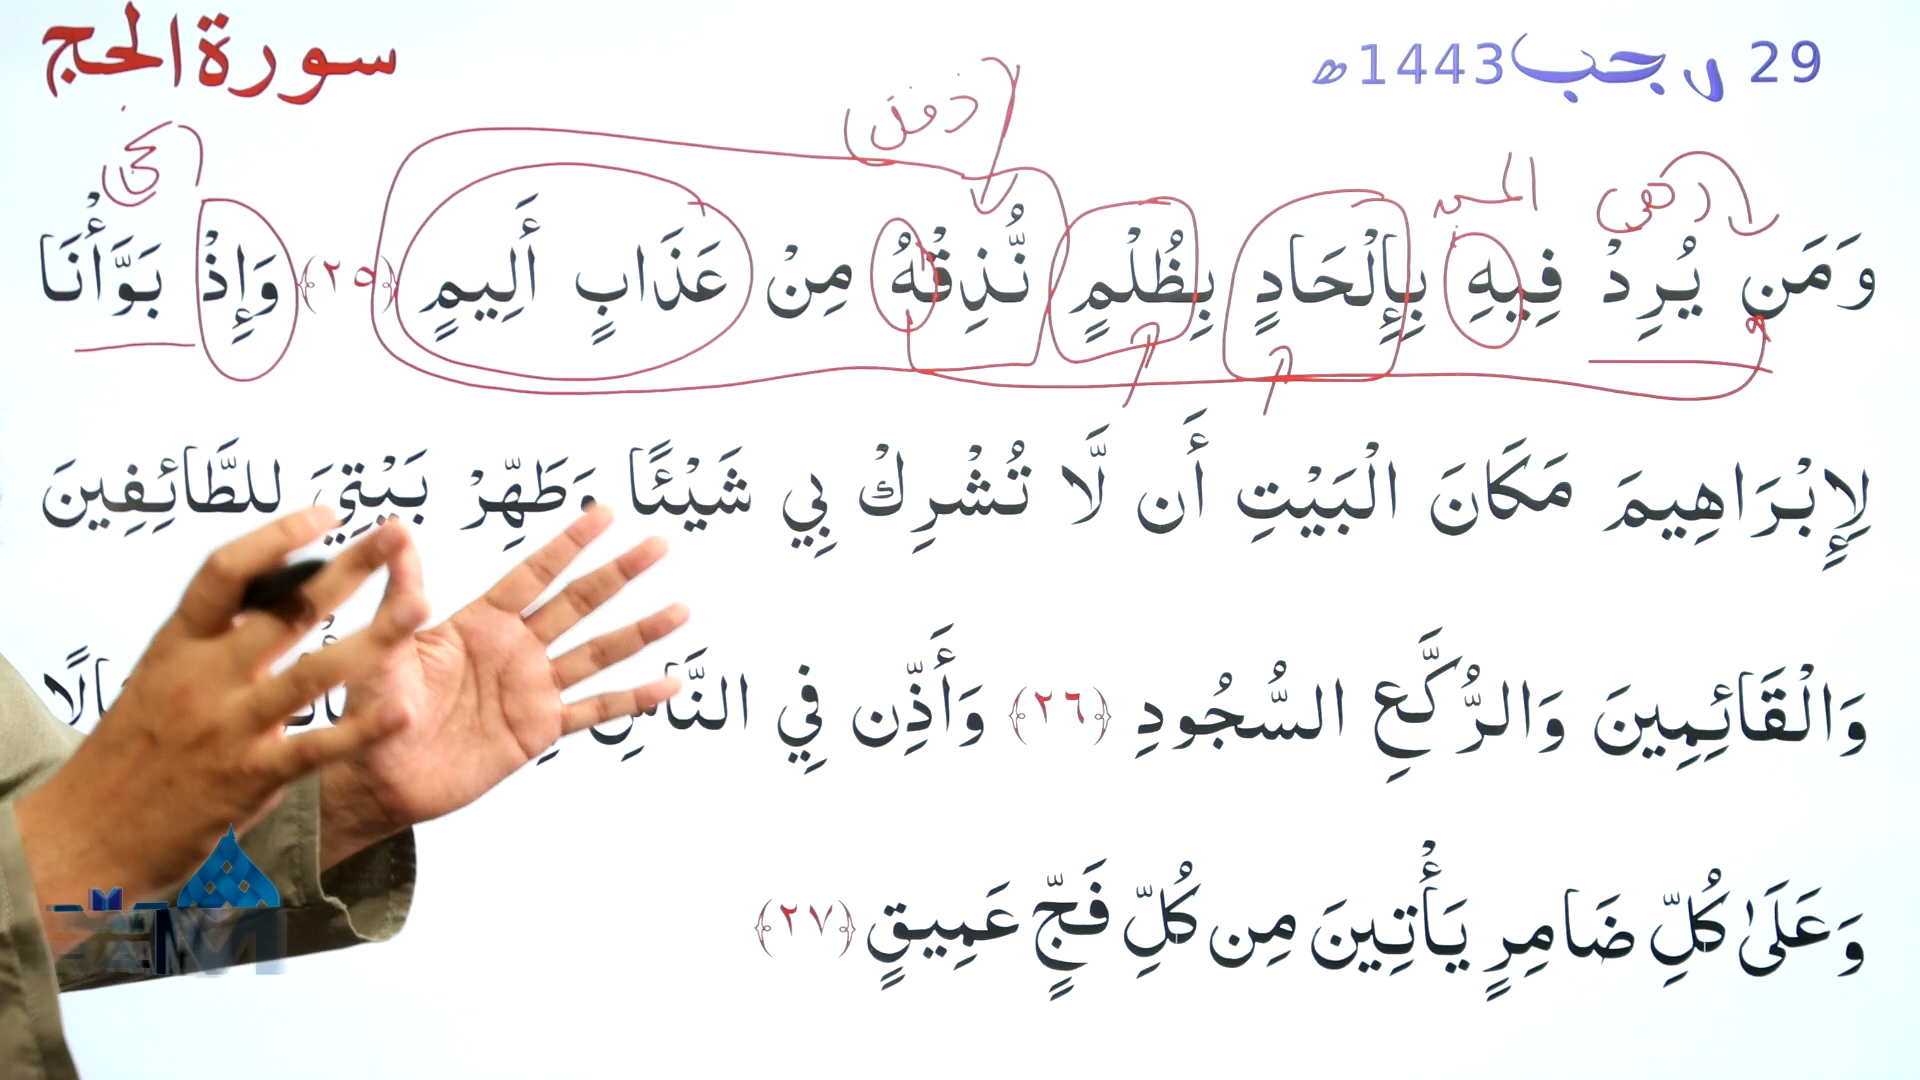 29 رجب 1443ه
سورة الحج
وَمَن يُرِدْ فِيهِ بِإِلْحَادٍ بِظُلْمٍ نُّذِقْهُ مِنْ عَذَابٍ أَلِيمٍ ﴿٢٥﴾ وَإِذْ بَوَّأْنَا
لِإِبْرَاهِيمَ مَكَانَ الْبَيْتِ أَن لَّا تُشْرِكْ بِي شَيْئًا وَطَهِّرْ بَيْتِيَ لِلطَّائِفِينَ
وَالْقَائِمِينَ وَالرُّكَّعِ السُّجُودِ ﴿٢٦﴾ وَأَذِّن فِي النَّاسِ
وَعَلَىٰ كُلِّ ضَامِرٍ يَأْتِينَ مِن كُلِّ فَجٍّ عَمِيقٍ ﴿٢٧﴾